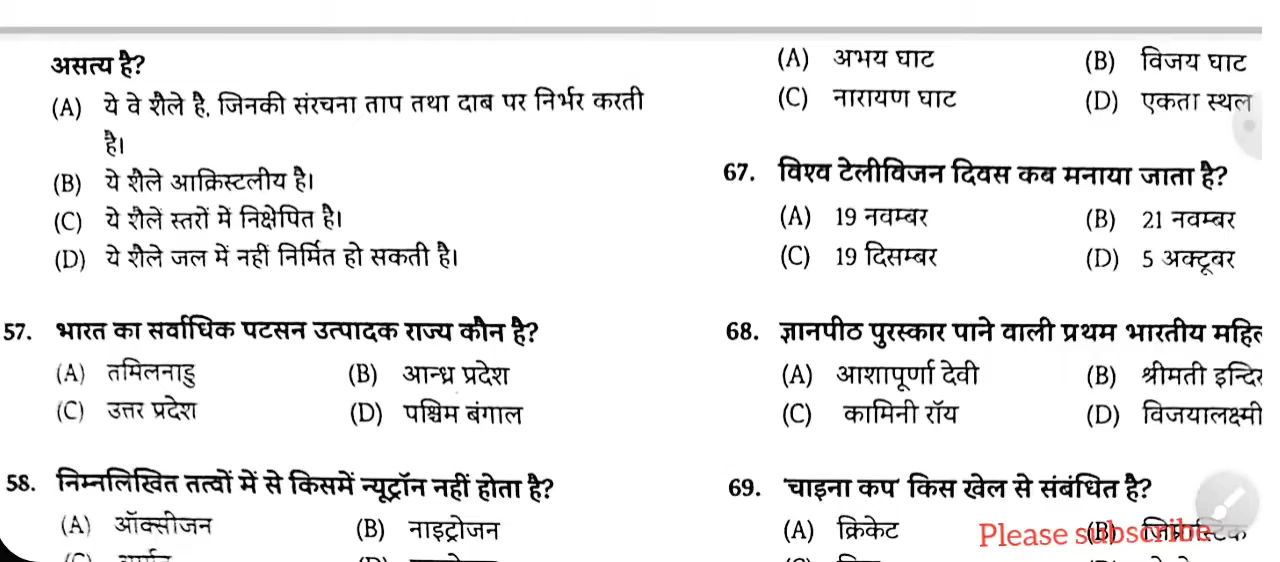 असत्य है?
(A) ये वे शैले है, जिनकी संरचना ताप तथा दाब पर निर्भर करती
है।
(B) ये शैले आक्रिस्टलीय है।
(C) ये शैलें स्तरों में निक्षेपित है।
(D) ये शैले जल में नहीं निर्मित हो सकती है।
57. भारत का सर्वाधिक पटसन उत्पादक राज्य कौन है?
(A) तमिलनाडु (B) आन्ध्र प्रदेश
(C) उत्तर प्रदेश (D) पश्चिम बंगाल
58. निम्नलिखित तत्वों में से किसमें न्यूट्रॉन नहीं होता है?
(A) ऑक्सीजन (B) नाइट्रोजन
(A) अभय घाट (B) विजय घाट
(C) नारायण घाट (D) एकता स्थल
67. विश्व टेलीविजन दिवस कब मनाया जाता है?
(A) 19 नवम्बर (B) 21 नवम्बर
(C) 19 दिसम्बर (D) 5 अक्टूबर
68. ज्ञानपीठ पुरस्कार पाने वाली प्रथम भारतीय
(A) आशापूर्णा देवी (B) श्रीमती
(C) कामिनी रॉय (D) विजयालक्ष्मी
69. 'चाइना कप' किस खेल से संबंधित है?
(A) क्रिकेट (B)
Please subscribe